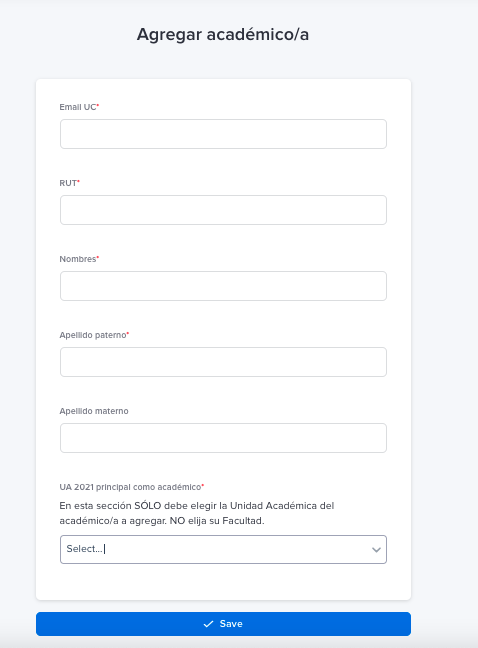 Agregar académico/a
Email UC*
RUT*
Nombres*
Apellido paterno*
Apellido materno
UA 2021 principal como académico*
En esta sección SÓLO debe elegir la Unidad Académica del
académico/a a agregar. NO elija su Facultad.
Select...
Save